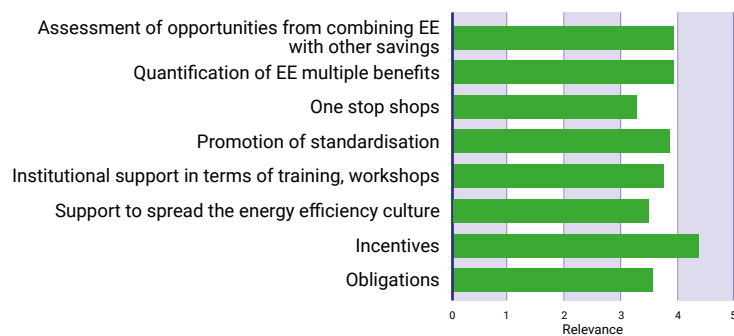 Assessment of opportunities from combining EE
with other savings
Quantification of EE multiple benefits
One stop shops
Promotion of standardisation
Institutional support in terms of training, workshops
Support to spread the energy efficiency culture
Incentives
Obligations
0 1 2 3 4 5
Relevance